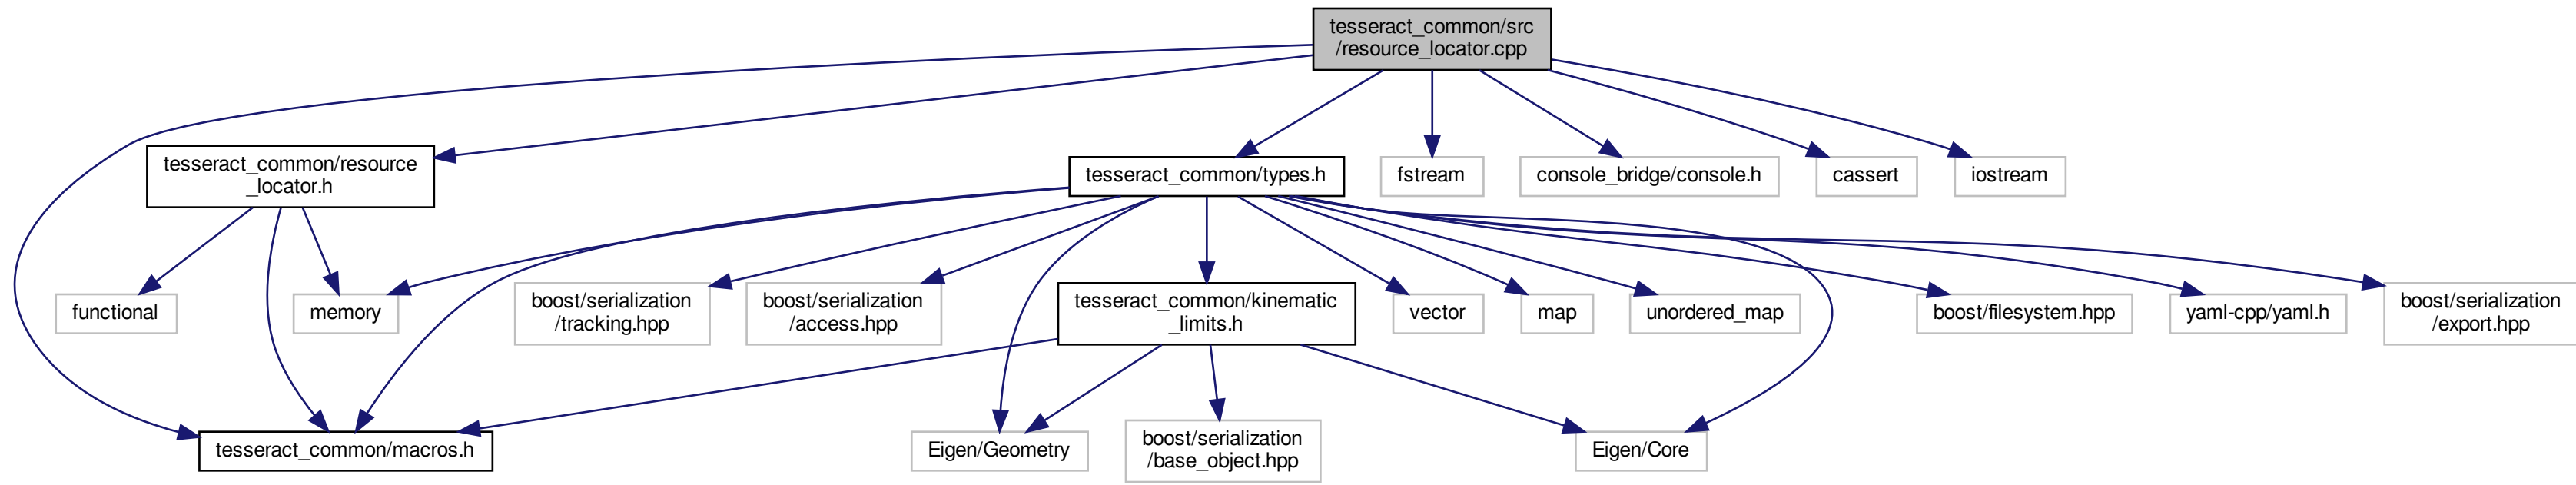 tesseract_common/src
/resource_locator.cpp
tesseract_common/resource
_locator.h
tesseract_common/types.h
fstream
console_bridge/console.h
cassert
iostream
functional
memory
boost/serialization
/tracking.hpp
boost/serialization
/access.hpp
tesseract_common/kinematic
_limits.h
vector
map
unordered_map
boost/filesystem.hpp
yaml-cpp/yaml.h
boost/serialization
/export.hpp
tesseract_common/macros.h
Eigen/Geometry
boost/serialization
/base_object.hpp
Eigen/Core